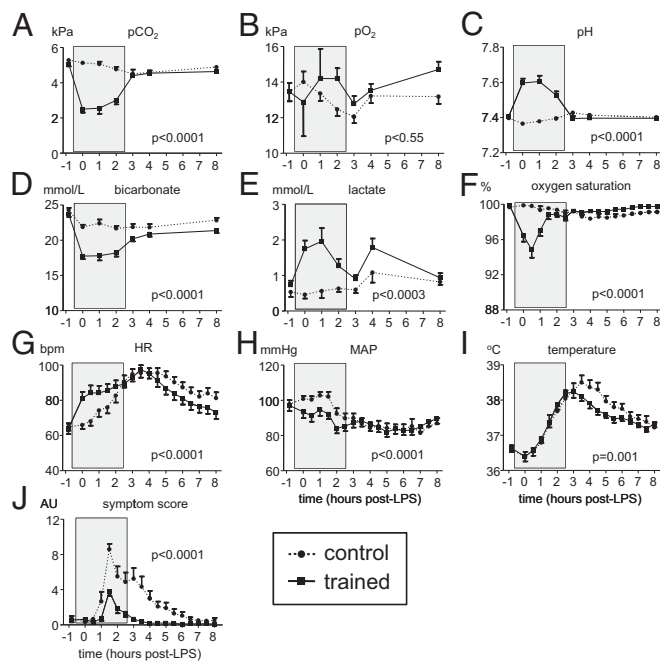 A kPa pCO2
6
4
2
0
p<0.0001
-1 0 1 2 3 4 5 6 7 8
B kPa pO2
16
14
12
10
p<0.55
-1 0 1 2 3 4 5 6 7 8
C pH
7.8
7.6
7.4
7.2
p<0.0001
-1 0 1 2 3 4 5 6 7 8
D mmol/L bicarbonate
25
20
15
10
p<0.0001
-1 0 1 2 3 4 5 6 7 8
E mmol/L lactate
3
2
1
0
p<0.0003
-1 0 1 2 3 4 5 6 7 8
F % oxygen saturation
100
96
92
88
p<0.0001
-1 0 1 2 3 4 5 6 7 8
G bpm HR
100
80
60
40
p<0.0001
-1 0 1 2 3 4 5 6 7 8
H mmHg MAP
120
100
80
60
p<0.0001
-1 0 1 2 3 4 5 6 7 8
time (hours post-LPS)
I ºC temperature
39
38
37
36
p=0.001
-1 0 1 2 3 4 5 6 7 8
time (hours post-LPS)
J AU symptom score
12
8
4
0
p<0.0001
-1 0 1 2 3 4 5 6 7 8
time (hours post-LPS)
control
trained